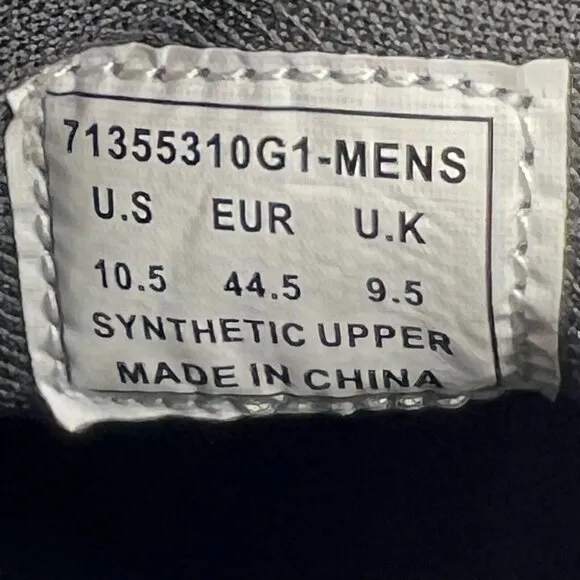 71355310G1-MENS
U.S EUR U.K
10.5 44.5 9.5
SYNTHETIC UPPER
MADE IN CHINA